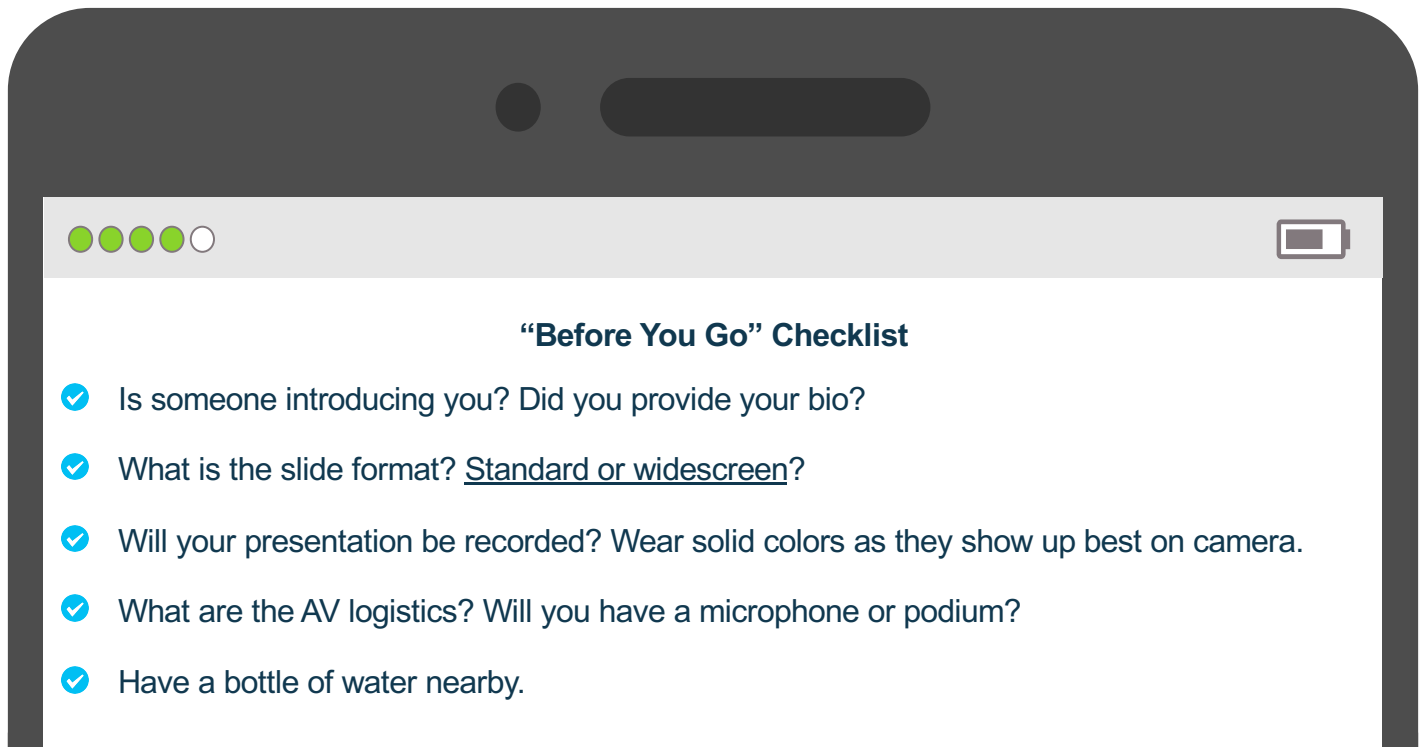 “Before You Go” Checklist
Is someone introducing you? Did you provide your bio?
What is the slide format? Standard or widescreen?
Will your presentation be recorded? Wear solid colors as they show up best on camera.
What are the AV logistics? Will you have a microphone or podium?
Have a bottle of water nearby.